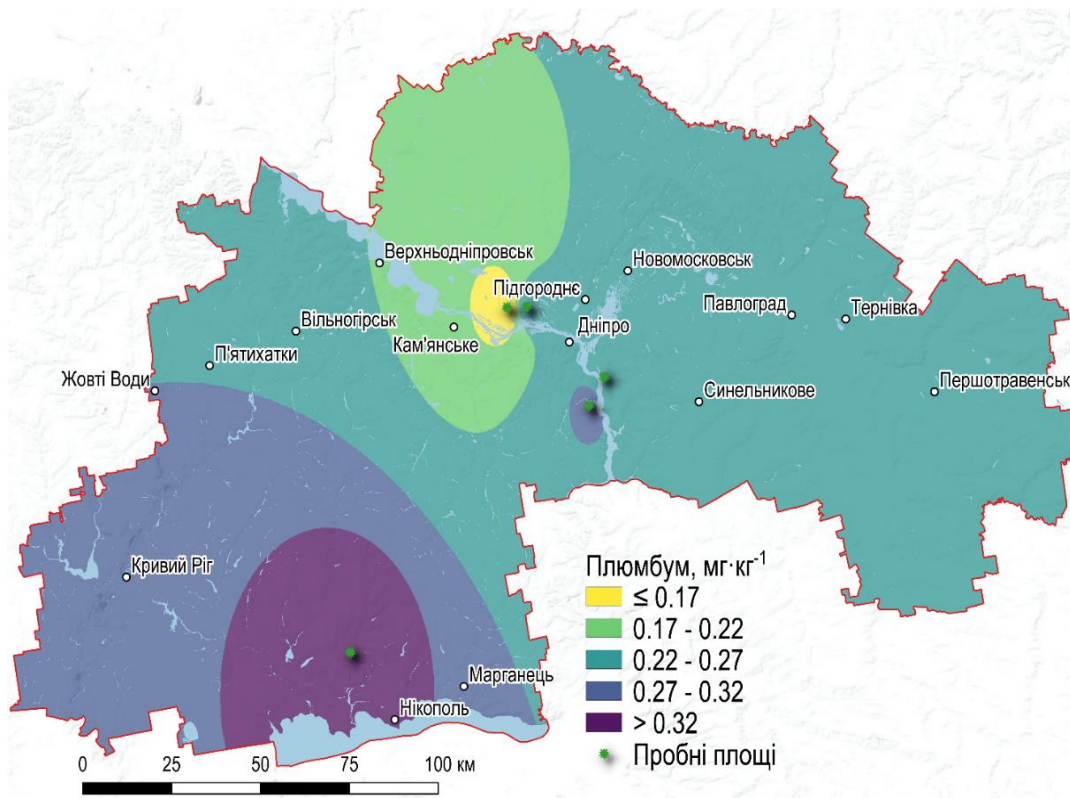 Верхньодніпровськ
Новомосковськ
Підгороднє
Павлоград
Тернівка
Вільногірськ
Дніпро
Кам'янське
П'ятихатки
Жовті Води
Першотравенськ
Синельникове
Кривий Ріг
Плюмбум, мг·кг⁻¹
≤ 0.17
0.17 - 0.22
0.22 - 0.27
0.27 - 0.32
> 0.32
Пробні площі
Марганець
Нікополь
0 25 50 75 100 км